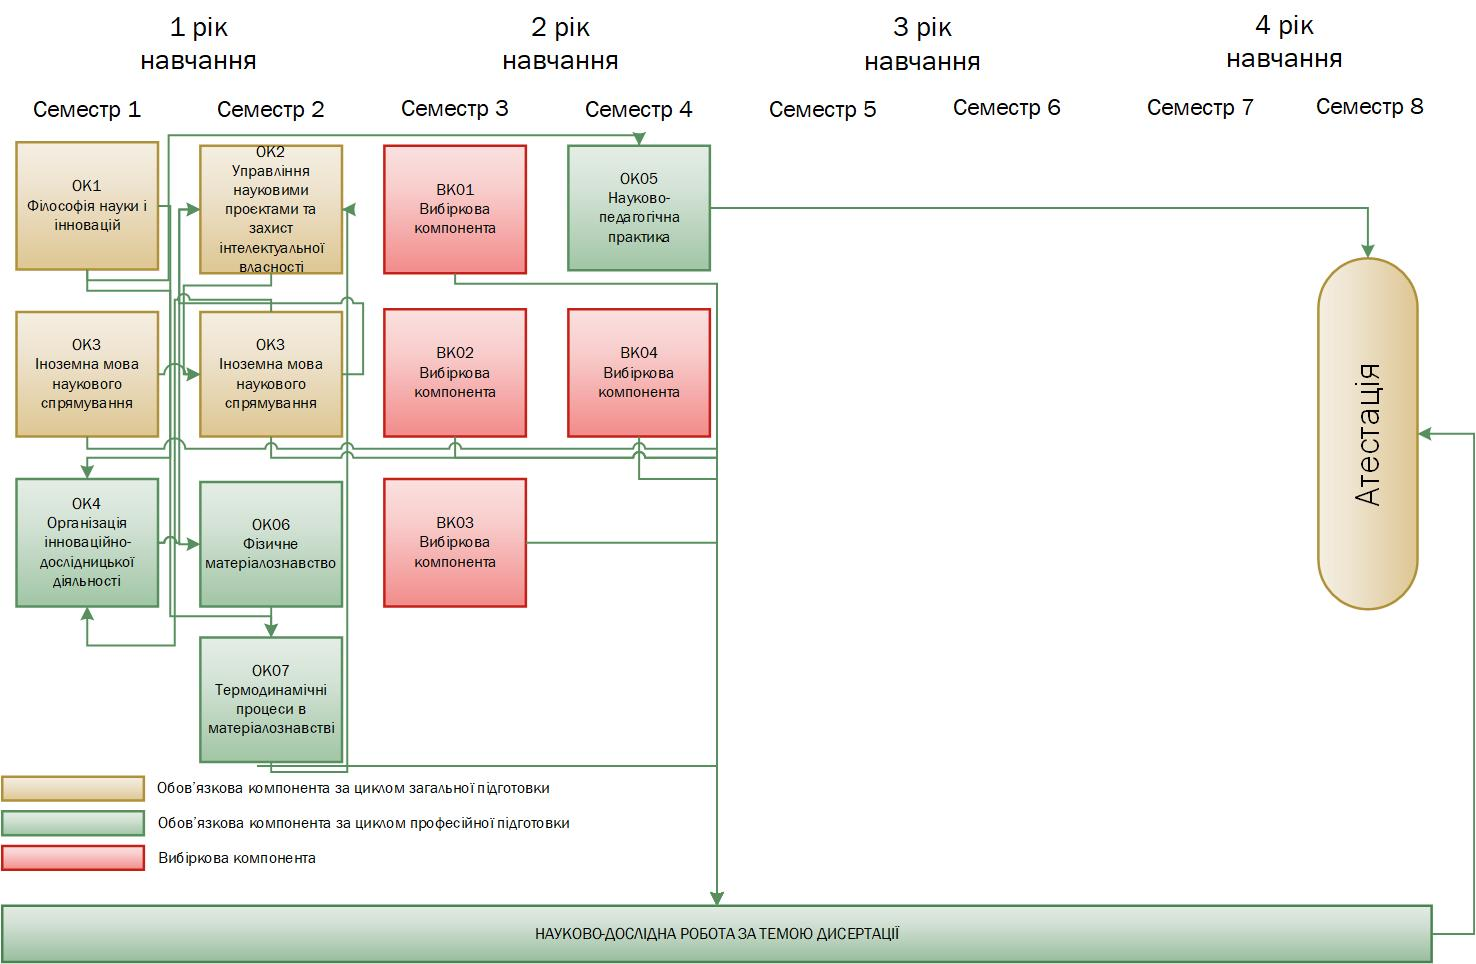 1 рік
навчання
2 рік
навчання
3 рік
навчання
4 рік
навчання
Семестр 1
Семестр 2
Семестр 3
Семестр 4
Семестр 5
Семестр 6
Семестр 7
Семестр 8
ОК1
Філософія науки і
інновацій
ОК2
Управління
науковими
проектами та
захист
інтелектуальної
власності
ВК01
Вибіркова
компонента
ОК05
Науково-
педагогічна
практика
ОК3
Іноземна мова
наукового
спрямування
ОК3
Іноземна мова
наукового
спрямування
ВК02
Вибіркова
компонента
ВК04
Вибіркова
компонента
Атестація
ОК4
Організація
інноваційно-
дослідницької
діяльності
ОК06
Фізичне
матеріалознавство
ВК03
Вибіркова
компонента
ОК07
Термодинамічні
процеси в
матеріалознавстві
Обов’язкова компонента за циклом загальної підготовки
Обов’язкова компонента за циклом професійної підготовки
Вибіркова компонента
НАУКОВО-ДОСЛІДНА РОБОТА ЗА ТЕМОЮ ДИСЕРТАЦІЇ